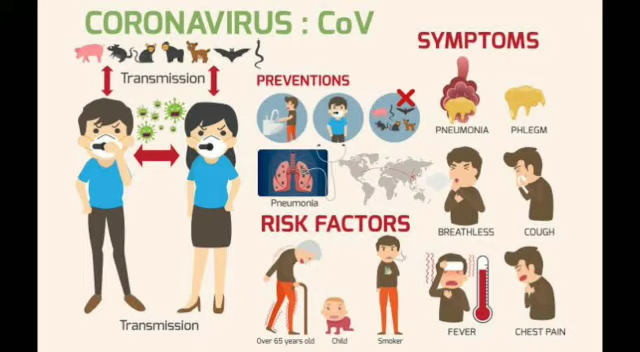 CORONAVIRUS : CoV
Transmission
Transmission
PREVENTIONS
Pneumonia
RISK FACTORS
Over 65 years old
Child
Smoker
SYMPTOMS
PNEUMONIA
PHLEGM
BREATHLESS
COUGH
FEVER
CHEST PAIN